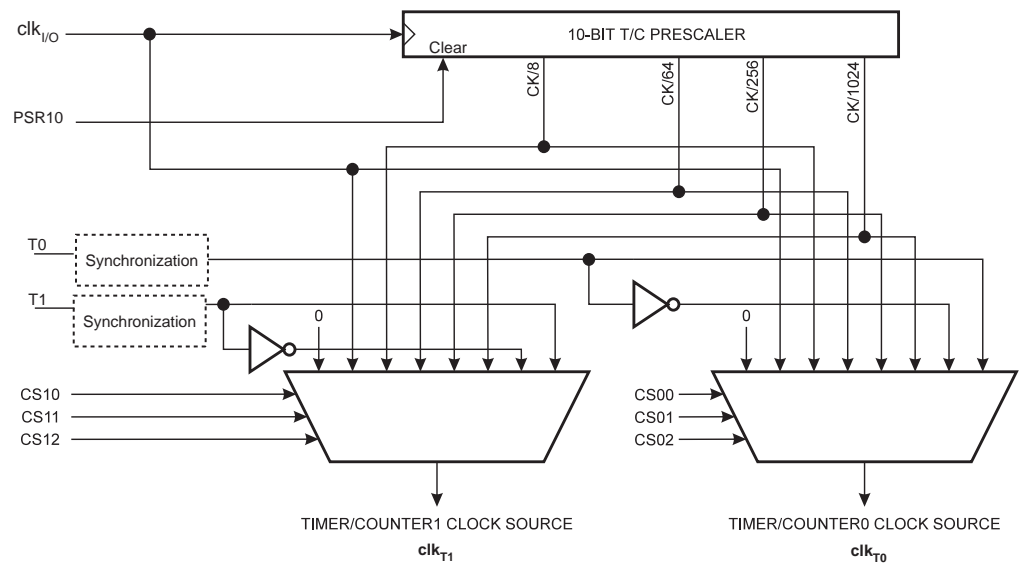 clkI/O
10-BIT T/C PRESCALER
Clear
CK/8
CK/64
CK/256
CK/1024
PSR10
T0
Synchronization
T1
Synchronization
0
0
CS10
CS11
CS12
CS00
CS01
CS02
TIMER/COUNTER1 CLOCK SOURCE
clkT1
TIMER/COUNTER0 CLOCK SOURCE
clkT0